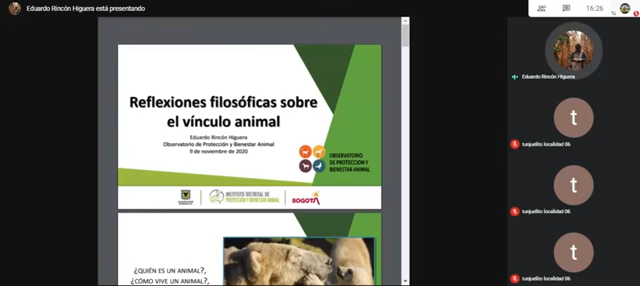 Eduardo Rincón Higuera está presentando
16:26
Reflexiones filosóficas sobre
el vínculo animal
Eduardo Rincón Higuera
Observatorio de Protección y Bienestar Animal
9 de noviembre de 2020
OBSERVATORIO
DE PROTECCIÓN Y
BIENESTAR ANIMAL
INSTITUTO DISTRITAL DE
PROTECCIÓN Y BIENESTAR ANIMAL
BOGOTÁ
¿QUIÉN ES UN ANIMAL?,
¿CÓMO VIVE UN ANIMAL?,
Eduardo Rincón Higuera
t
tunjuelito localidad 06
t
tunjuelito localidad 06
t
tunjuelito localidad 06